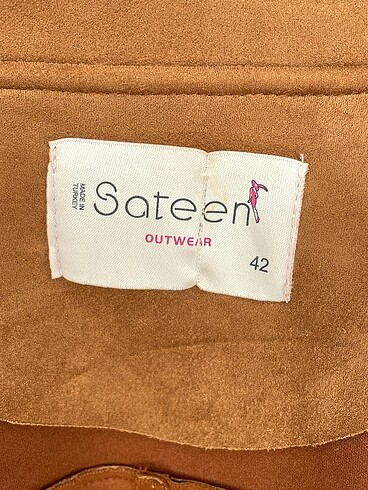 MADE IN
TURKEY
Sateen
OUTWEAR
42